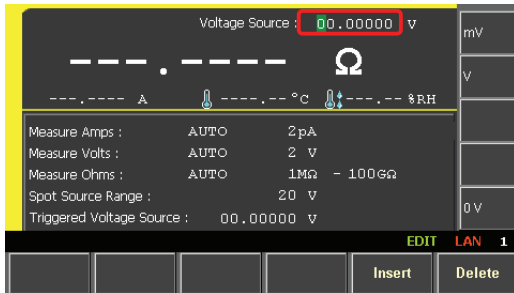 Voltage Source : 00.00000 V
mV
---.---- Ω
V
---.---- A ----.-- °C ---.-- %RH
Measure Amps : AUTO 2pA
Measure Volts : AUTO 2 V
Measure Ohms : AUTO 1MΩ - 100GΩ
Spot Source Range : 20 V
0 V
Triggered Voltage Source : 00.00000 V
EDIT LAN 1
Insert Delete